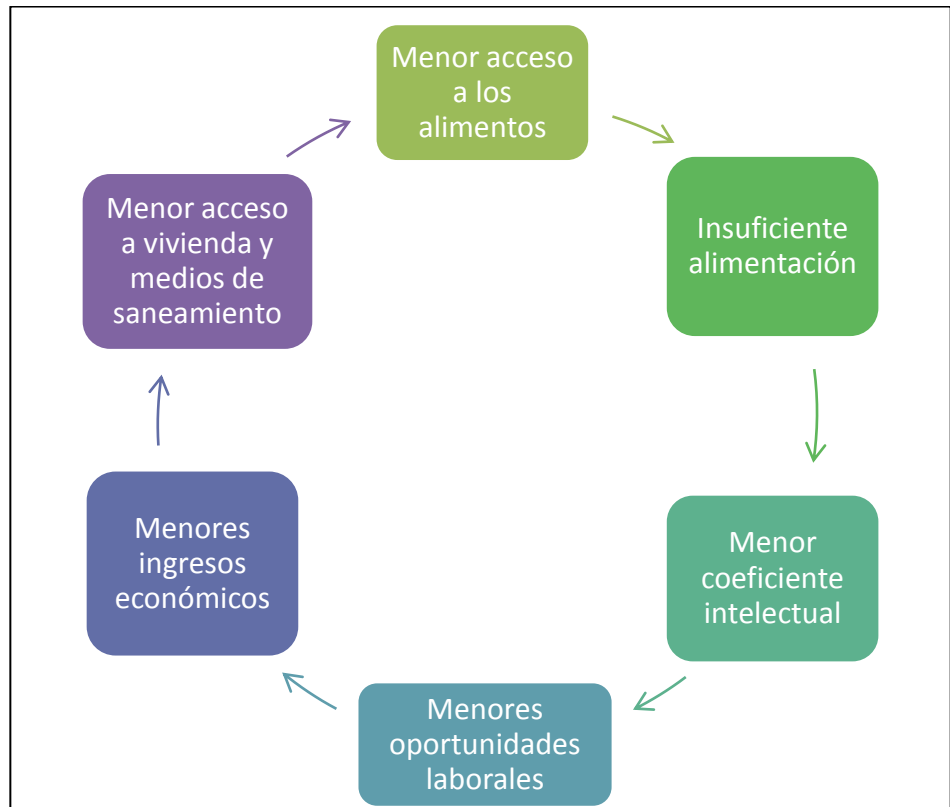 Menor acceso
a los
alimentos
Insuficiente
alimentación
Menor
coeficiente
intelectual
Menores
oportunidades
laborales
Menores
ingresos
económicos
Menor acceso
a vivienda y
medios de
saneamiento